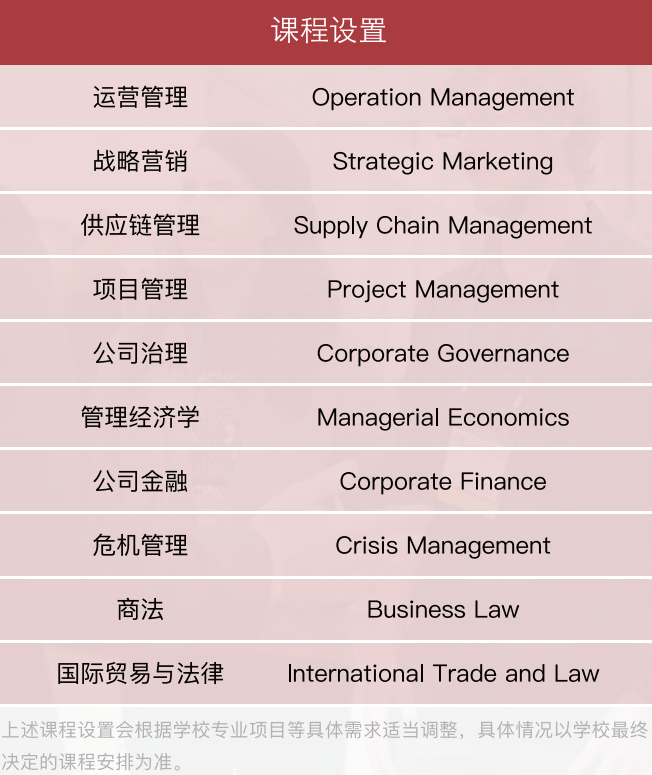 课程设置
运营管理 Operation Management
战略营销 Strategic Marketing
供应链管理 Supply Chain Management
项目管理 Project Management
公司治理 Corporate Governance
管理经济学 Managerial Economics
公司金融 Corporate Finance
危机管理 Crisis Management
商法 Business Law
国际贸易与法律 International Trade and Law
上述课程设置会根据学校专业项目等具体需求适当调整，具体情况以学校最终
决定的课程安排为准。